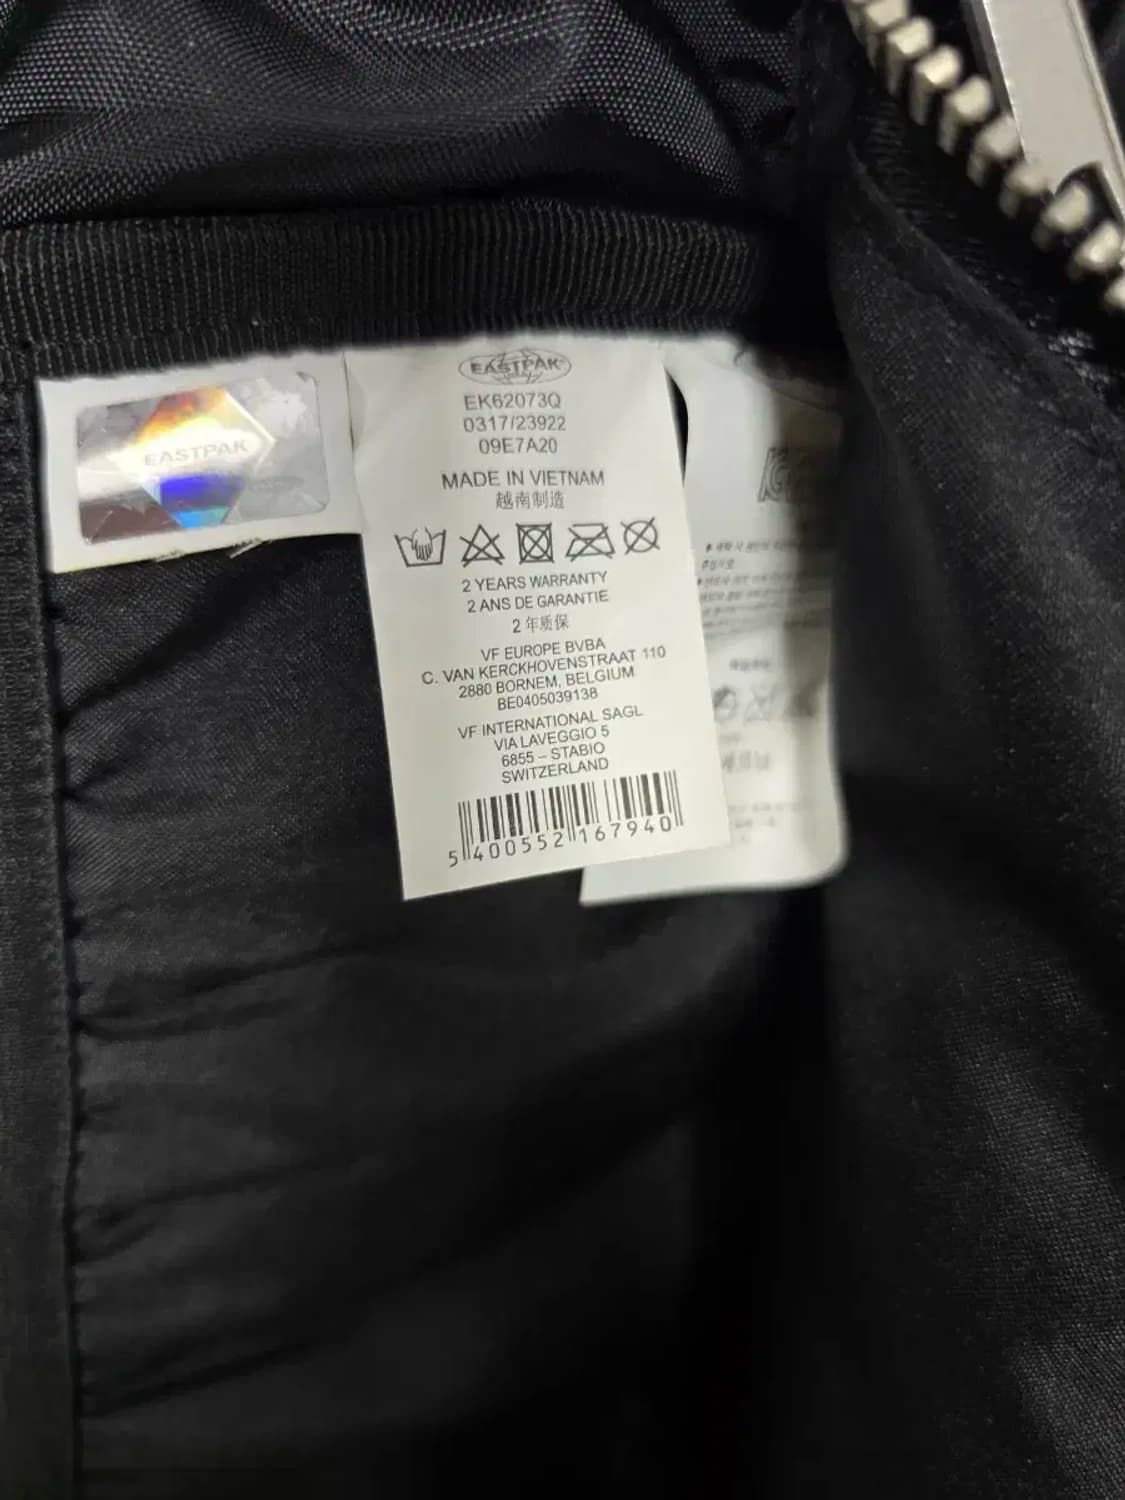 EASTPAK
EASTPAK
EK62073Q
0317/23922
09E7A20
MADE IN VIETNAM
越南制造
2 YEARS WARRANTY
2 ANS DE GARANTIE
2 年质保
VF EUROPE BVBA
C. VAN KERCKHOVENSTRAAT 110
2880 BORNEM, BELGIUM
BE0405039138
VF INTERNATIONAL SAGL
VIA LAVEGGIO 5
6855 – STABIO
SWITZERLAND
5 400552 167940